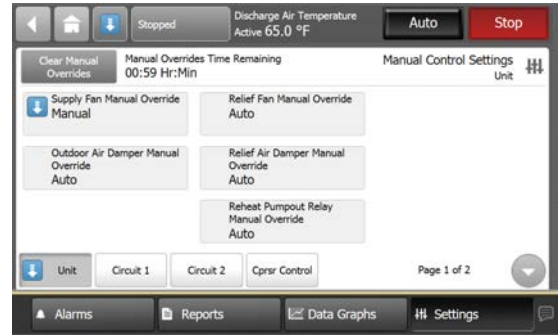 Stopped
Discharge Air Temperature
Active 65.0 °F
Auto
Stop
Clear Manual
Overrides
Manual Overrides Time Remaining
00:59 Hr:Min
Manual Control Settings
Unit
Supply Fan Manual Override
Manual
Relief Fan Manual Override
Auto
Outdoor Air Damper Manual
Override
Auto
Relief Air Damper Manual
Override
Auto
Reheat Pumpout Relay
Manual Override
Auto
Unit
Circuit 1
Circuit 2
Cprsr Control
Page 1 of 2
Alarms
Reports
Data Graphs
Settings